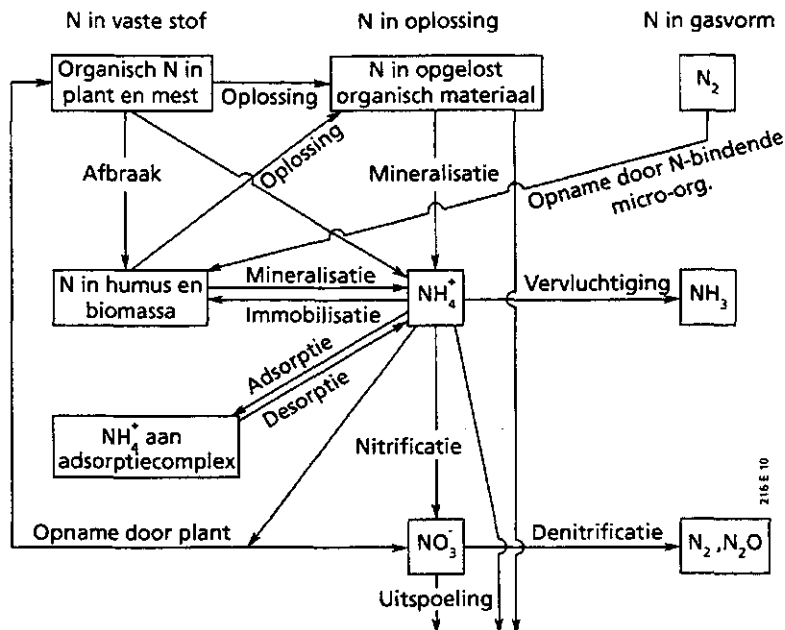 N in vaste stof
N in oplossing
N in gasvorm
Organisch N in
plant en mest
Oplossing
N in opgelost
organisch materiaal
N₂
Afbraak
Oplossing
Mineralisatie
Opname door N-bindende
micro-org.
N in humus en
biomassa
Mineralisatie
Immobilisatie
NH₄⁺
Vervluchtiging
NH₃
Adsorptie
Desorptie
NH₄⁺ aan
adsorptiecomplex
Nitrificatie
216 E 10
Opname door plant
NO₃⁻
Denitrificatie
N₂ ,N₂O
Uitspoeling